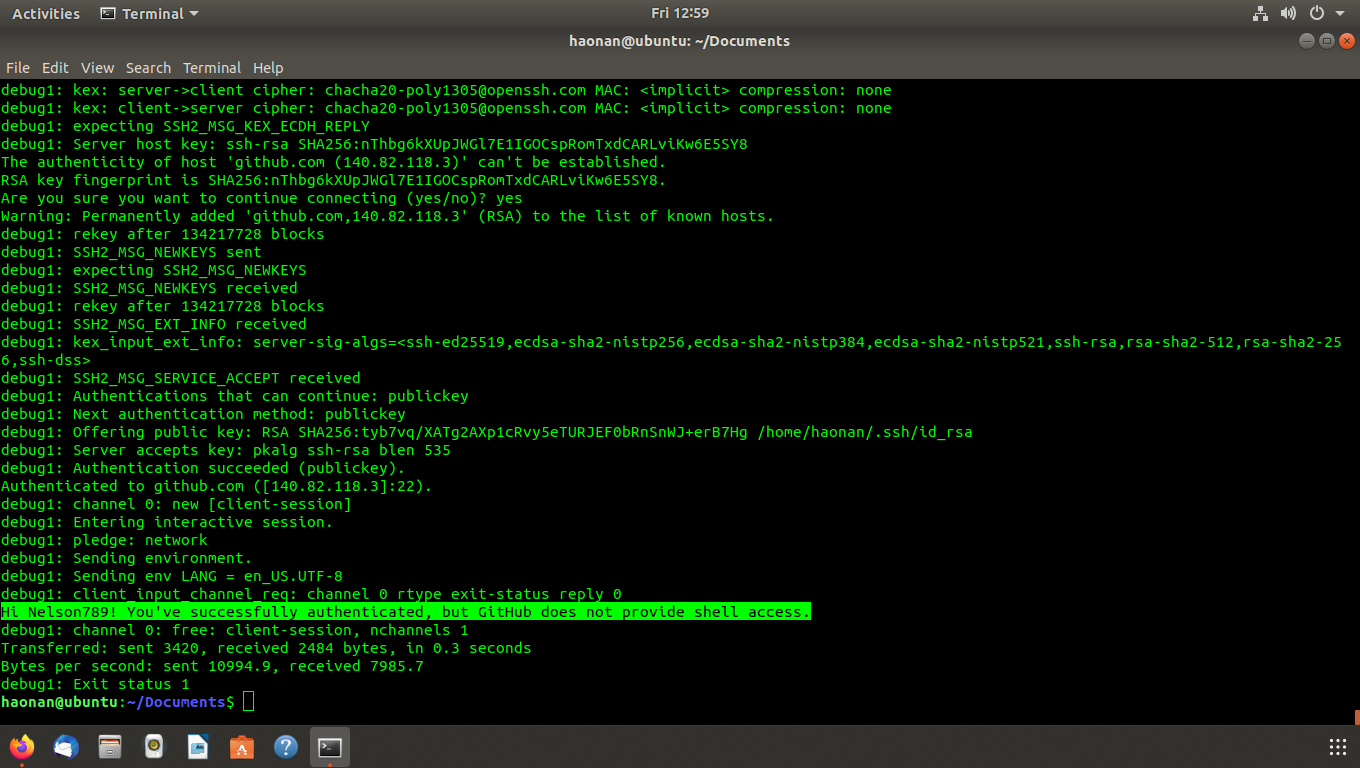 Activities Terminal Fri 12:59
haonan@ubuntu: ~/Documents
File Edit View Search Terminal Help
debug1: kex: server->client cipher: chacha20-poly1305@openssh.com MAC: <implicit> compression: none
debug1: kex: client->server cipher: chacha20-poly1305@openssh.com MAC: <implicit> compression: none
debug1: expecting SSH2_MSG_KEX_ECDH_REPLY
debug1: Server host key: ssh-rsa SHA256:nThbg6kXUpJWGl7E1IGOCspRomTxdCARLviKw6E5SY8
The authenticity of host 'github.com (140.82.118.3)' can't be established.
RSA key fingerprint is SHA256:nThbg6kXUpJWGl7E1IGOCspRomTxdCARLviKw6E5SY8.
Are you sure you want to continue connecting (yes/no)? yes
Warning: Permanently added 'github.com,140.82.118.3' (RSA) to the list of known hosts.
debug1: rekey after 134217728 blocks
debug1: SSH2_MSG_NEWKEYS sent
debug1: expecting SSH2_MSG_NEWKEYS
debug1: SSH2_MSG_NEWKEYS received
debug1: rekey after 134217728 blocks
debug1: SSH2_MSG_EXT_INFO received
debug1: kex_input_ext_info: server-sig-algs=<ssh-ed25519,ecdsa-sha2-nistp256,ecdsa-sha2-nistp384,ecdsa-sha2-nistp521,ssh-rsa,rsa-sha2-512,rsa-sha2-25
6,ssh-dss>
debug1: SSH2_MSG_SERVICE_ACCEPT received
debug1: Authentications that can continue: publickey
debug1: Next authentication method: publickey
debug1: Offering public key: RSA SHA256:tyb7vq/XATg2AXp1cRvy5eTURJEF0bRnSnWJ+erB7Hg /home/haonan/.ssh/id_rsa
debug1: Server accepts key: pkalg ssh-rsa blen 535
debug1: Authentication succeeded (publickey).
Authenticated to github.com ([140.82.118.3]:22).
debug1: channel 0: new [client-session]
debug1: Entering interactive session.
debug1: pledge: network
debug1: Sending environment.
debug1: Sending env LANG = en_US.UTF-8
debug1: client_input_channel_req: channel 0 rtype exit-status reply 0
Hi Nelson789! You've successfully authenticated, but GitHub does not provide shell access.
debug1: channel 0: free: client-session, nchannels 1
Transferred: sent 3420, received 2484 bytes, in 0.3 seconds
Bytes per second: sent 10994.9, received 7985.7
debug1: Exit status 1
haonan@ubuntu:~/Documents$